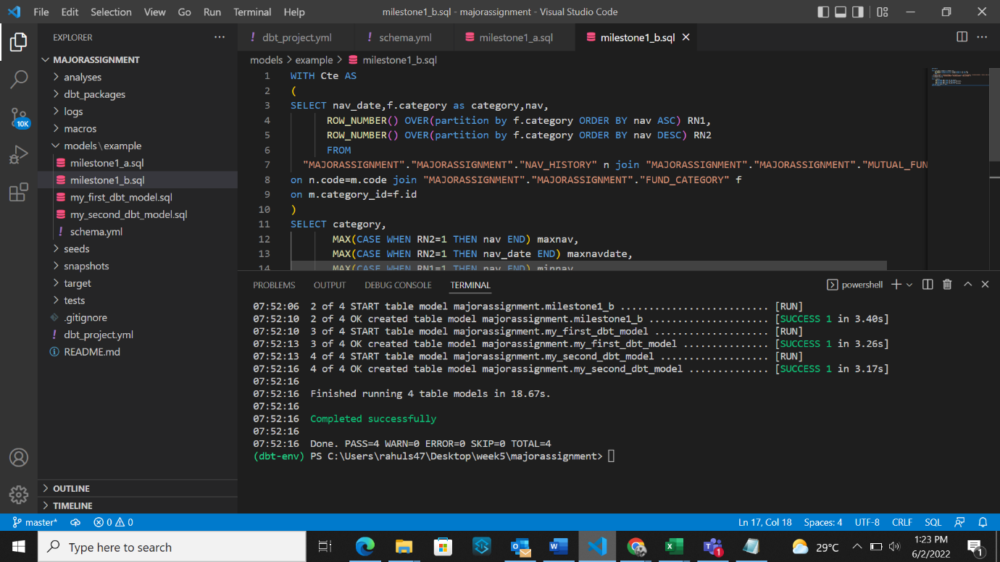 File Edit Selection View Go Run Terminal Help
milestone1_b.sql - majorassignment - Visual Studio Code
EXPLORER
MAJORASSIGNMENT
analyses
dbt_packages
logs
macros
models\example
milestone1_a.sql
milestone1_b.sql
my_first_dbt_model.sql
my_second_dbt_model.sql
! schema.yml
seeds
snapshots
target
tests
.gitignore
! dbt_project.yml
README.md
OUTLINE
TIMELINE
10K
! dbt_project.yml ! schema.yml milestone1_a.sql milestone1_b.sql
models > example > milestone1_b.sql
1 WITH Cte AS
2 (
3 SELECT nav_date,f.category as category,nav,
4 ROW_NUMBER() OVER(partition by f.category ORDER BY nav ASC) RN1,
5 ROW_NUMBER() OVER(partition by f.category ORDER BY nav DESC) RN2
6 FROM
7 "MAJORASSIGNMENT"."MAJORASSIGNMENT"."NAV_HISTORY" n join "MAJORASSIGNMENT"."MAJORASSIGNMENT"."MUTUAL_FUN
8 on n.code=m.code join "MAJORASSIGNMENT"."MAJORASSIGNMENT"."FUND_CATEGORY" f
9 on m.category_id=f.id
10 )
11 SELECT category,
12 MAX(CASE WHEN RN2=1 THEN nav END) maxnav,
13 MAX(CASE WHEN RN2=1 THEN nav_date END) maxnavdate,
14 MAX(CASE WHEN RN1=1 THEN nav END) minnav
PROBLEMS OUTPUT DEBUG CONSOLE TERMINAL
powershell
07:52:06 2 of 4 START table model majorassignment.milestone1_b .......................... [RUN]
07:52:10 2 of 4 OK created table model majorassignment.milestone1_b ..................... [SUCCESS 1 in 3.40s]
07:52:10 3 of 4 START table model majorassignment.my_first_dbt_model .................... [RUN]
07:52:13 3 of 4 OK created table model majorassignment.my_first_dbt_model ............... [SUCCESS 1 in 3.26s]
07:52:13 4 of 4 START table model majorassignment.my_second_dbt_model ................... [RUN]
07:52:16 4 of 4 OK created table model majorassignment.my_second_dbt_model .............. [SUCCESS 1 in 3.17s]
07:52:16
07:52:16 Finished running 4 table models in 18.67s.
07:52:16
07:52:16 Completed successfully
07:52:16
07:52:16 Done. PASS=4 WARN=0 ERROR=0 SKIP=0 TOTAL=4
(dbt-env) PS C:\Users\rahuls47\Desktop\week5\majorassignment>
master* 0 0 Ln 17, Col 18 Spaces: 4 UTF-8 CRLF SQL
Type here to search
1
29°C
1:23 PM
6/2/2022
1